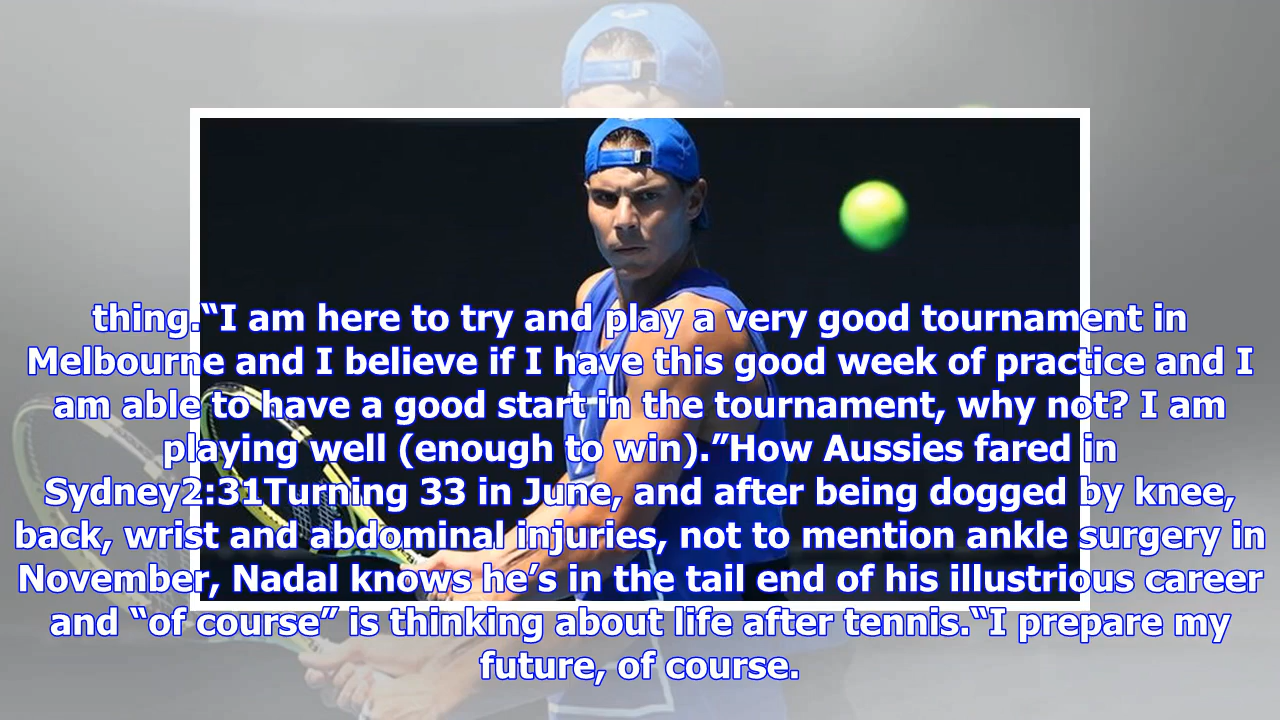 thing.“I am here to try and play a very good tournament in
Melbourne and I believe if I have this good week of practice and I
am able to have a good start in the tournament, why not? I am
playing well (enough to win).”How Aussies fared in
Sydney2:31Turning 33 in June, and after being dogged by knee,
back, wrist and abdominal injuries, not to mention ankle surgery in
November, Nadal knows he’s in the tail end of his illustrious career
and “of course” is thinking about life after tennis.“I prepare my
future, of course.